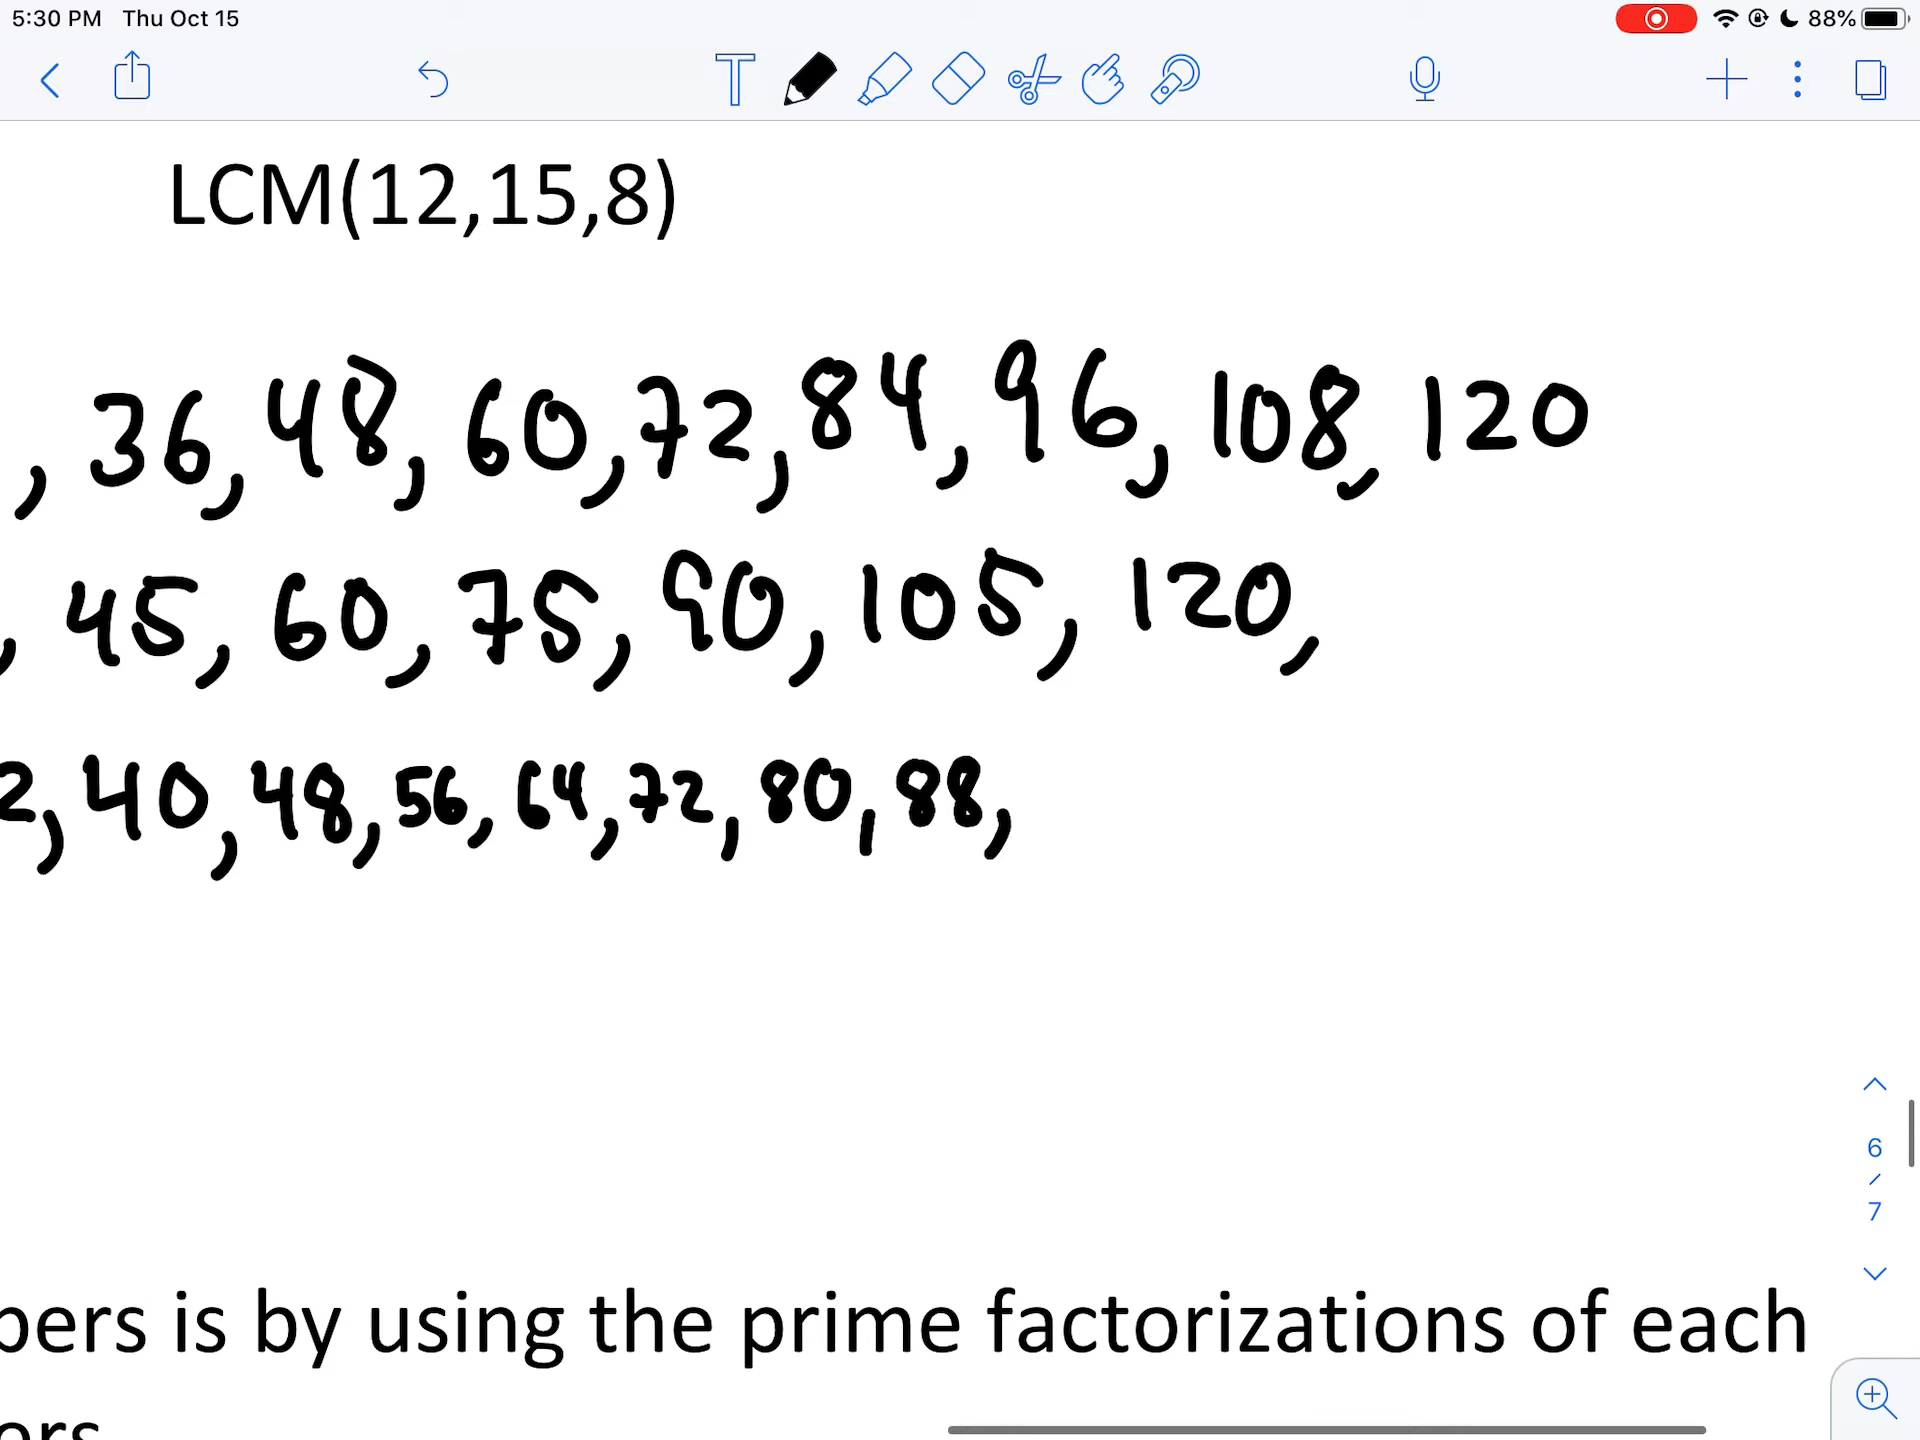 5:30 PM Thu Oct 15
88%
LCM(12,15,8)
, 36, 48, 60, 72, 84, 96, 108, 120
, 45, 60, 75, 90, 105, 120,
2, 40, 48, 56, 64, 72, 80, 88,
6
/
7
bers is by using the prime factorizations of each
ers